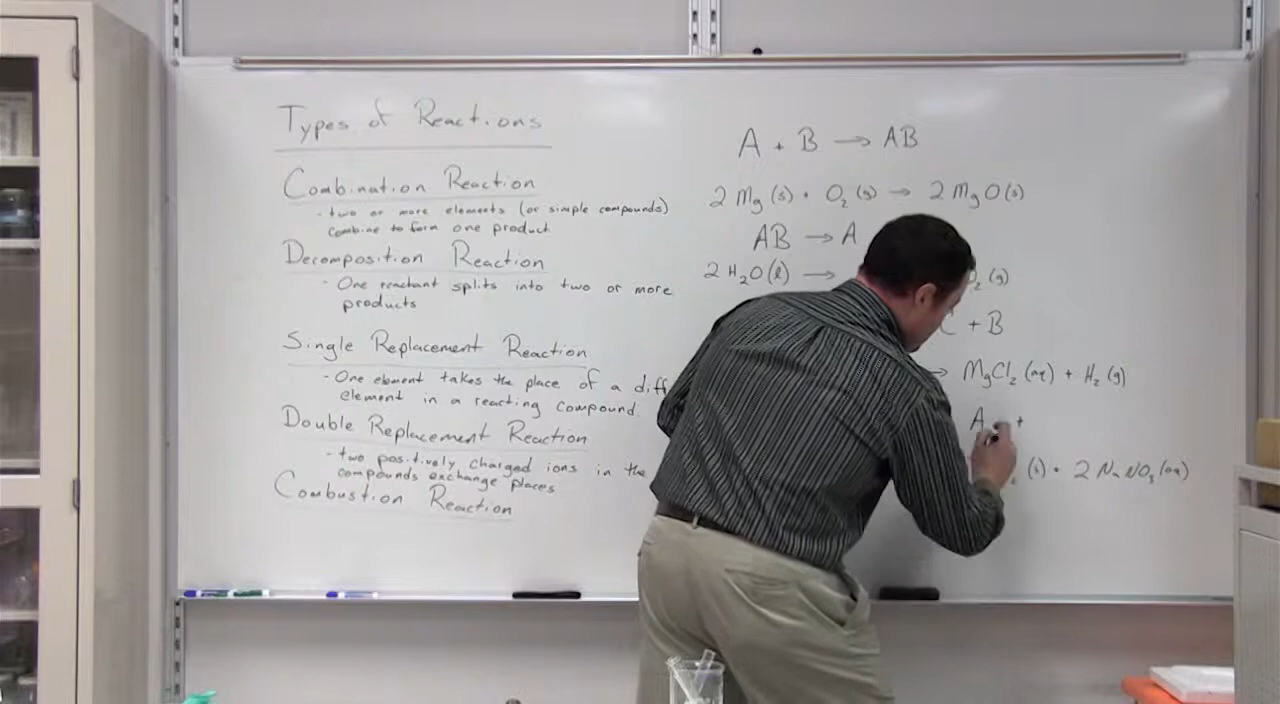 Types of Reactions
Combination Reaction
- two or more elements (or simple compounds)
combine to form one product
Decomposition Reaction
- One reactant splits into two or more
products
Single Replacement Reaction
- One element takes the place of a diff
element in a reacting compound.
Double Replacement Reaction
- two positively charged ions in the
compounds exchange places
Combustion Reaction
A + B → AB
2 Mg (s) + O₂ (g) → 2 MgO (s)
AB → A
2 H₂O (l) → O₂ (g)
C + B
→ MgCl₂ (aq) + H₂ (g)
A +
(s) + 2 NaNO₃ (aq)